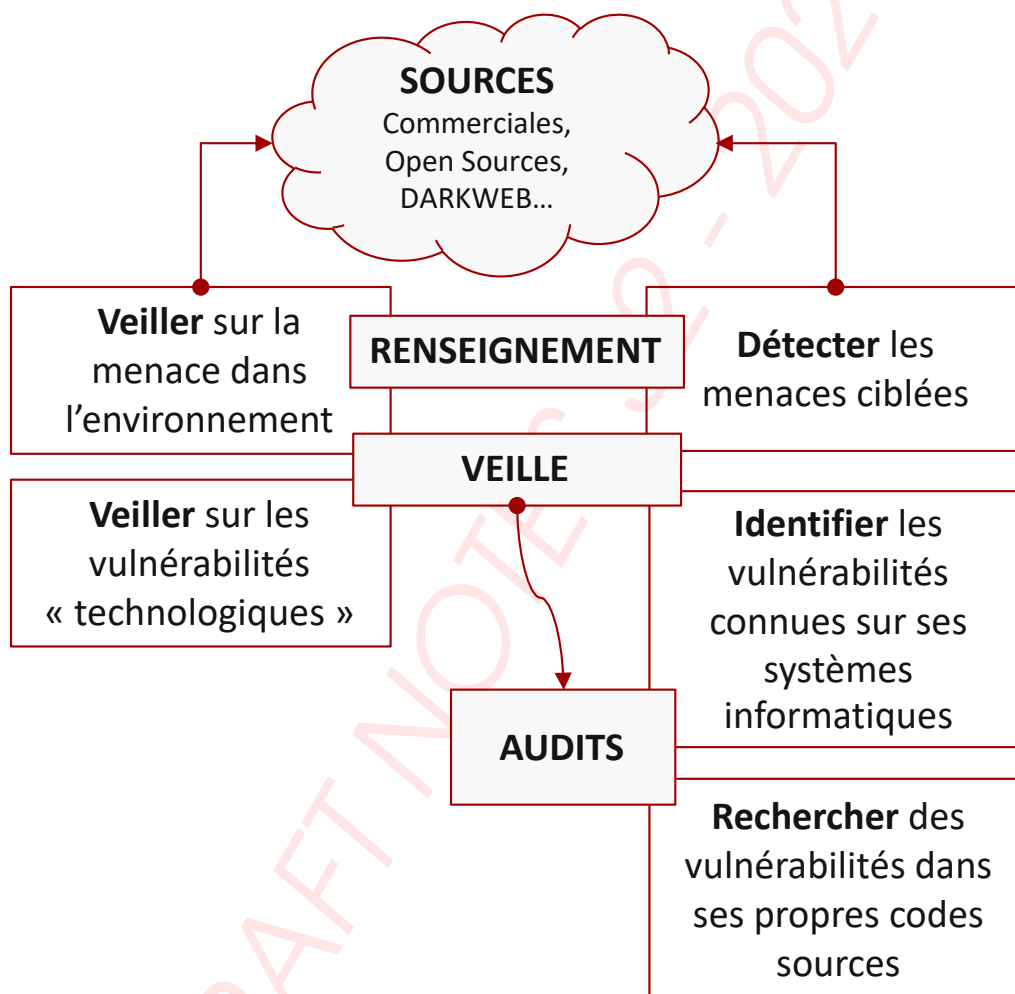 SOURCES
Commerciales,
Open Sources,
DARKWEB...
Veiller sur la
menace dans
l'environnement
RENSEIGNEMENT
Détecter les
menaces ciblées
VEILLE
Veiller sur les
vulnérabilités
« technologiques »
Identifier les
vulnérabilités
connues sur ses
systèmes
informatiques
AUDITS
Rechercher des
vulnérabilités dans
ses propres codes
sources